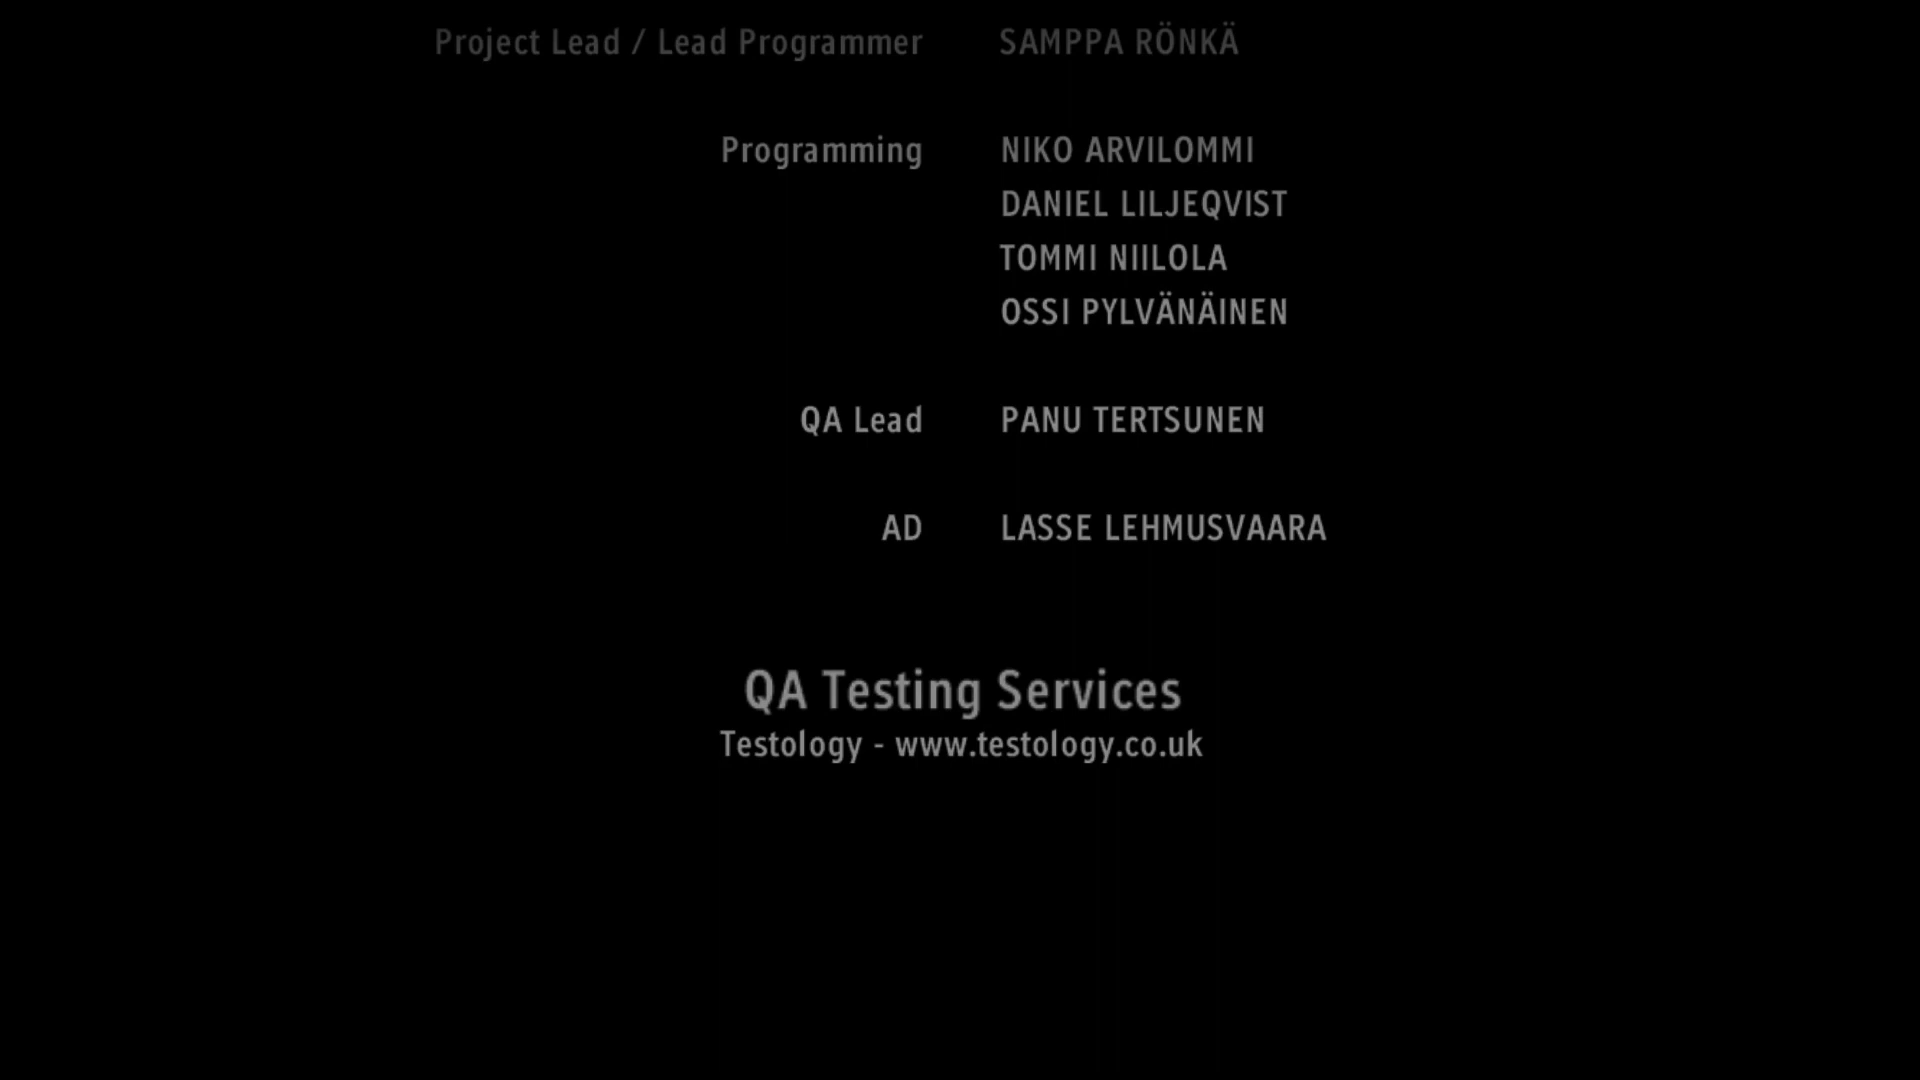 Project Lead / Lead Programmer SAMPPA RÖNKÄ
Programming NIKO ARVILOMMI
DANIEL LILJEQVIST
TOMMI NIILOLA
OSSI PYLVÄNÄINEN
QA Lead PANU TERTSUNEN
AD LASSE LEHMUSVAARA
QA Testing Services
Testology - www.testology.co.uk